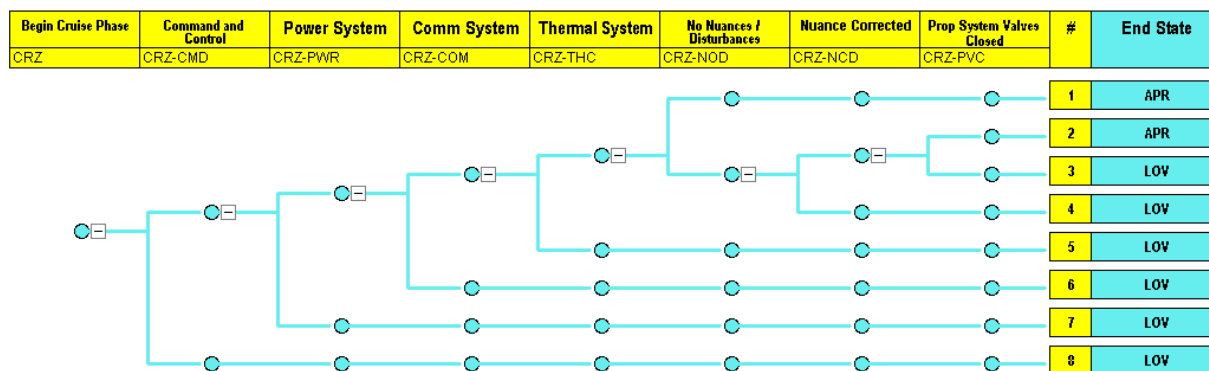 Begin Cruise Phase
Command and
Control
Power System
Comm System
Thermal System
No Nuances /
Disturbances
Nuance Corrected
Prop System Valves
Closed
#
End State
CRZ
CRZ-CMD
CRZ-PWR
CRZ-COM
CRZ-THC
CRZ-NOD
CRZ-NCD
CRZ-PVC
1 APR
2 APR
3 LOV
4 LOV
5 LOV
6 LOV
7 LOV
8 LOV